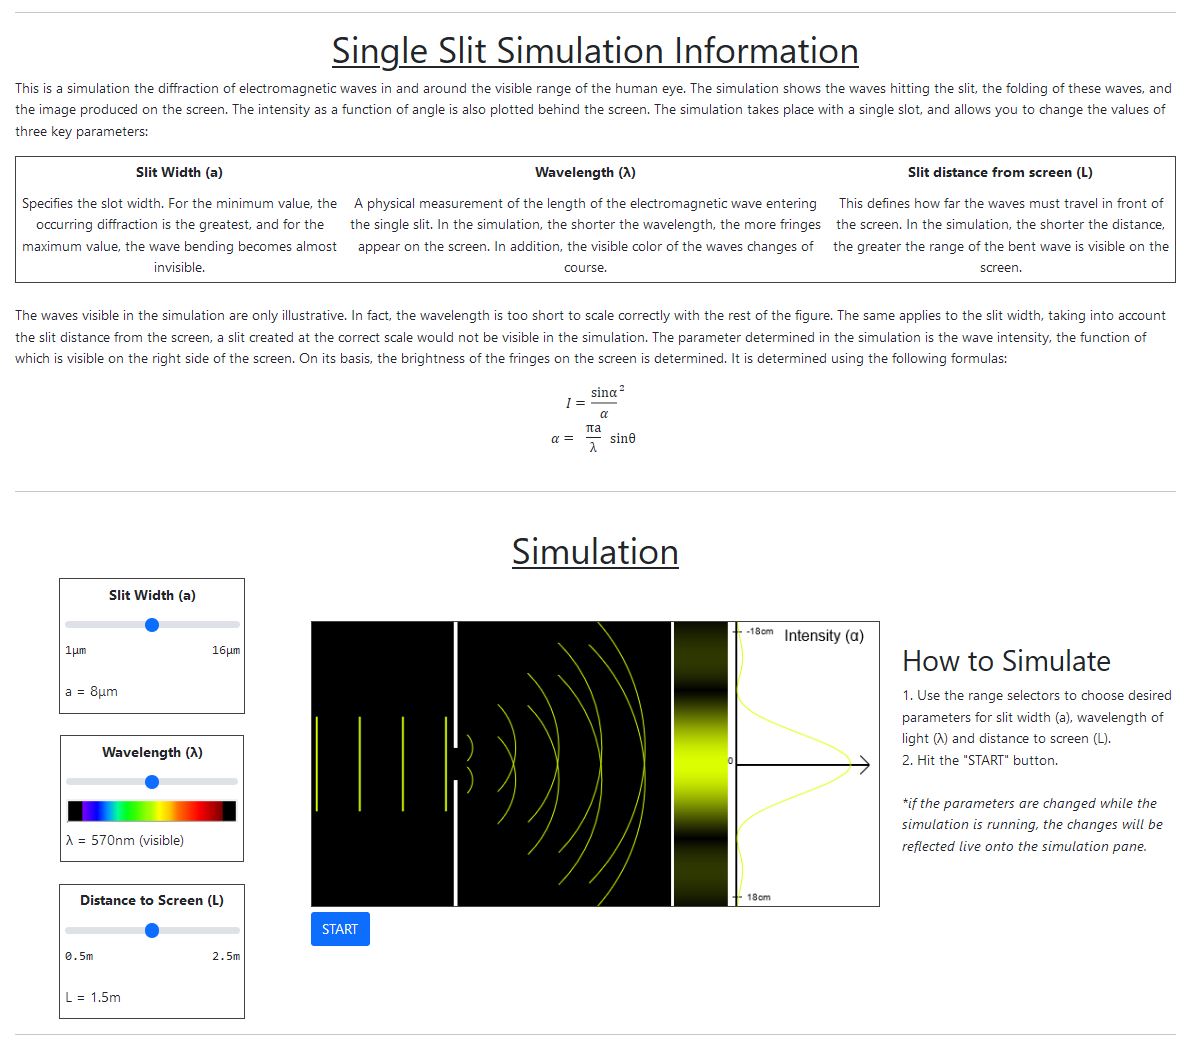 Single Slit Simulation Information
This is a simulation the diffraction of electromagnetic waves in and around the visible range of the human eye. The simulation shows the waves hitting the slit, the folding of these waves, and
the image produced on the screen. The intensity as a function of angle is also plotted behind the screen. The simulation takes place with a single slot, and allows you to change the values of
three key parameters:
Slit Width (a)
Specifies the slot width. For the minimum value, the
occurring diffraction is the greatest, and for the
maximum value, the wave bending becomes almost
invisible.
Wavelength (λ)
A physical measurement of the length of the electromagnetic wave entering
the single slit. In the simulation, the shorter the wavelength, the more fringes
appear on the screen. In addition, the visible color of the waves changes of
course.
Slit distance from screen (L)
This defines how far the waves must travel in front of
the screen. In the simulation, the shorter the distance,
the greater the range of the bent wave is visible on the
screen.
The waves visible in the simulation are only illustrative. In fact, the wavelength is too short to scale correctly with the rest of the figure. The same applies to the slit width, taking into account
the slit distance from the screen, a slit created at the correct scale would not be visible in the simulation. The parameter determined in the simulation is the wave intensity, the function of
which is visible on the right side of the screen. On its basis, the brightness of the fringes on the screen is determined. It is determined using the following formulas:
I = sinα² / α
α = πa / λ sinθ
Simulation
Slit Width (a)
1μm 16μm
a = 8μm
Wavelength (λ)
λ = 570nm (visible)
Distance to Screen (L)
0.5m 2.5m
L = 1.5m
-18cm
Intensity (α)
0
18cm
START
How to Simulate
1. Use the range selectors to choose desired
parameters for slit width (a), wavelength of
light (λ) and distance to screen (L).
2. Hit the "START" button.
*if the parameters are changed while the
simulation is running, the changes will be
reflected live onto the simulation pane.